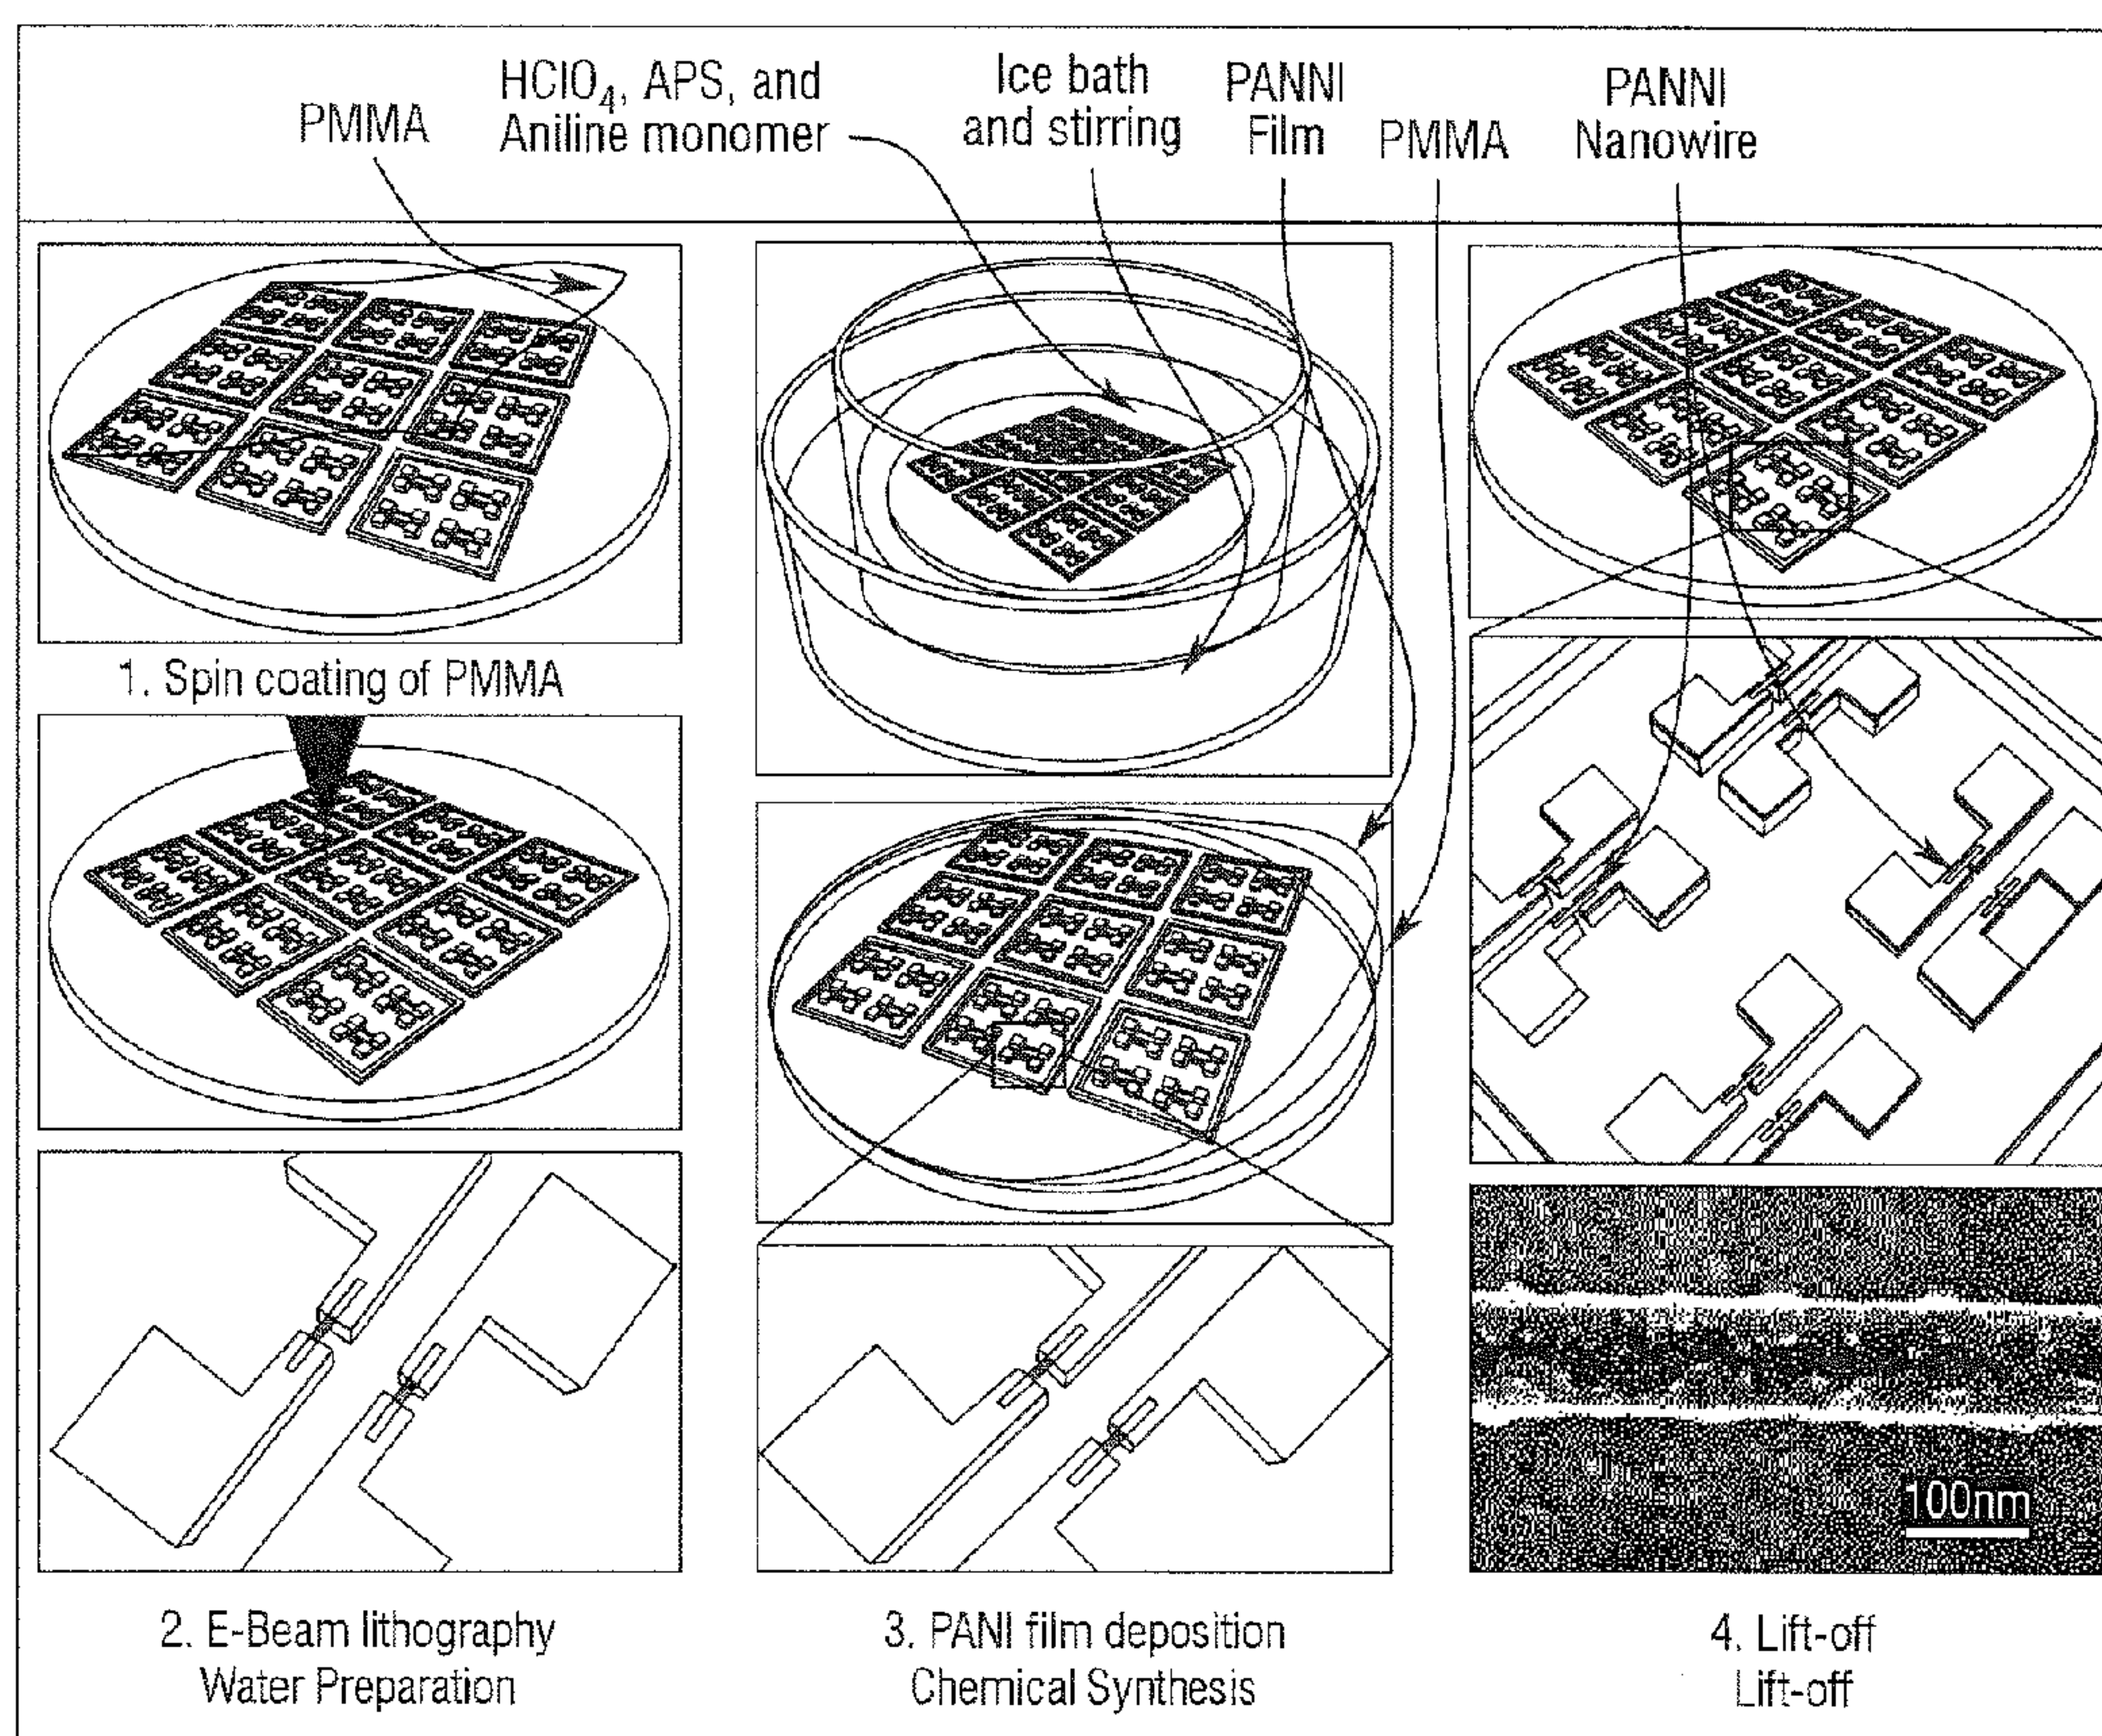 PMMA
HClO4, APS, and
Aniline monomer
Ice bath
and stirring
PANNI
Film
PMMA
PANNI
Nanowire
1. Spin coating of PMMA
100nm
2. E-Beam lithography
Water Preparation
3. PANI film deposition
Chemical Synthesis
4. Lift-off
Lift-off